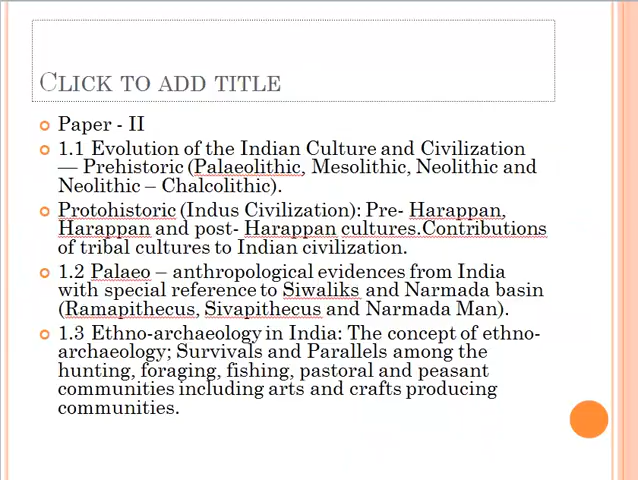 CLICK TO ADD TITLE
Paper - II
1.1 Evolution of the Indian Culture and Civilization
— Prehistoric (Palaeolithic, Mesolithic, Neolithic and
Neolithic – Chalcolithic).
Protohistoric (Indus Civilization): Pre- Harappan,
Harappan and post- Harappan cultures.Contributions
of tribal cultures to Indian civilization.
1.2 Palaeo – anthropological evidences from India
with special reference to Siwaliks and Narmada basin
(Ramapithecus, Sivapithecus and Narmada Man).
1.3 Ethno-archaeology in India: The concept of ethno-
archaeology; Survivals and Parallels among the
hunting, foraging, fishing, pastoral and peasant
communities including arts and crafts producing
communities.